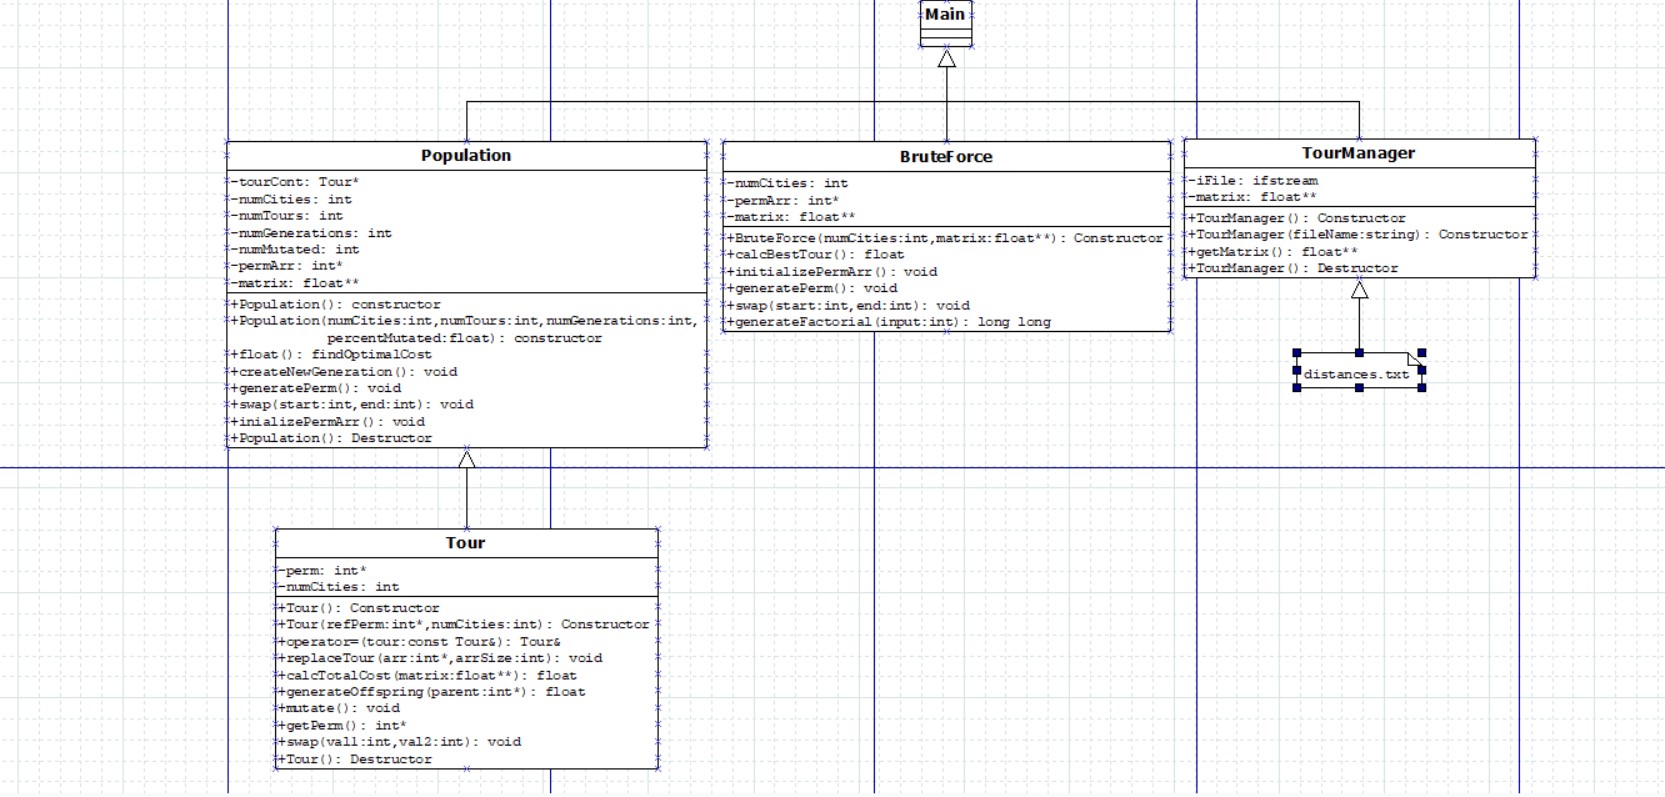 Main
Population
-tourCont: Tour*
-numCities: int
-numTours: int
-numGenerations: int
-numMutated: int
-permArr: int*
-matrix: float**
+Population(): constructor
+Population(numCities:int,numTours:int,numGenerations:int,
percentMutated:float): constructor
+float(): findOptimalCost
+createNewGeneration(): void
+generatePerm(): void
+swap(start:int,end:int): void
+inializePermArr(): void
+Population(): Destructor
BruteForce
-numCities: int
-permArr: int*
-matrix: float**
+BruteForce(numCities:int,matrix:float**): Constructor
+calcBestTour(): float
+initializePermArr(): void
+generatePerm(): void
+swap(start:int,end:int): void
+generateFactorial(input:int): long long
TourManager
-iFile: ifstream
-matrix: float**
+TourManager(): Constructor
+TourManager(fileName:string): Constructor
+getMatrix(): float**
+TourManager(): Destructor
distances.txt
Tour
-perm: int*
-numCities: int
+Tour(): Constructor
+Tour(refPerm:int*,numCities:int): Constructor
+operator=(tour:const Tour&): Tour&
+replaceTour(arr:int*,arrSize:int): void
+calcTotalCost(matrix:float**): float
+generateOffspring(parent:int*): float
+mutate(): void
+getPerm(): int*
+swap(val1:int,val2:int): void
+Tour(): Destructor